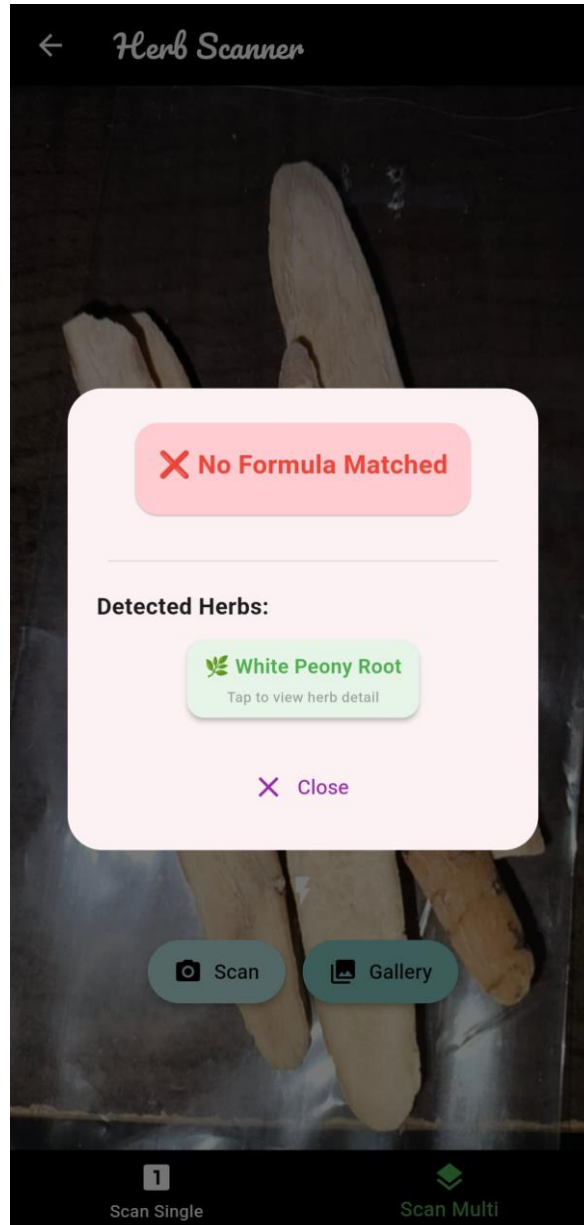 Herb Scanner
No Formula Matched
Detected Herbs:
White Peony Root
Tap to view herb detail
Close
Scan
Gallery
1
Scan Single
Scan Multi